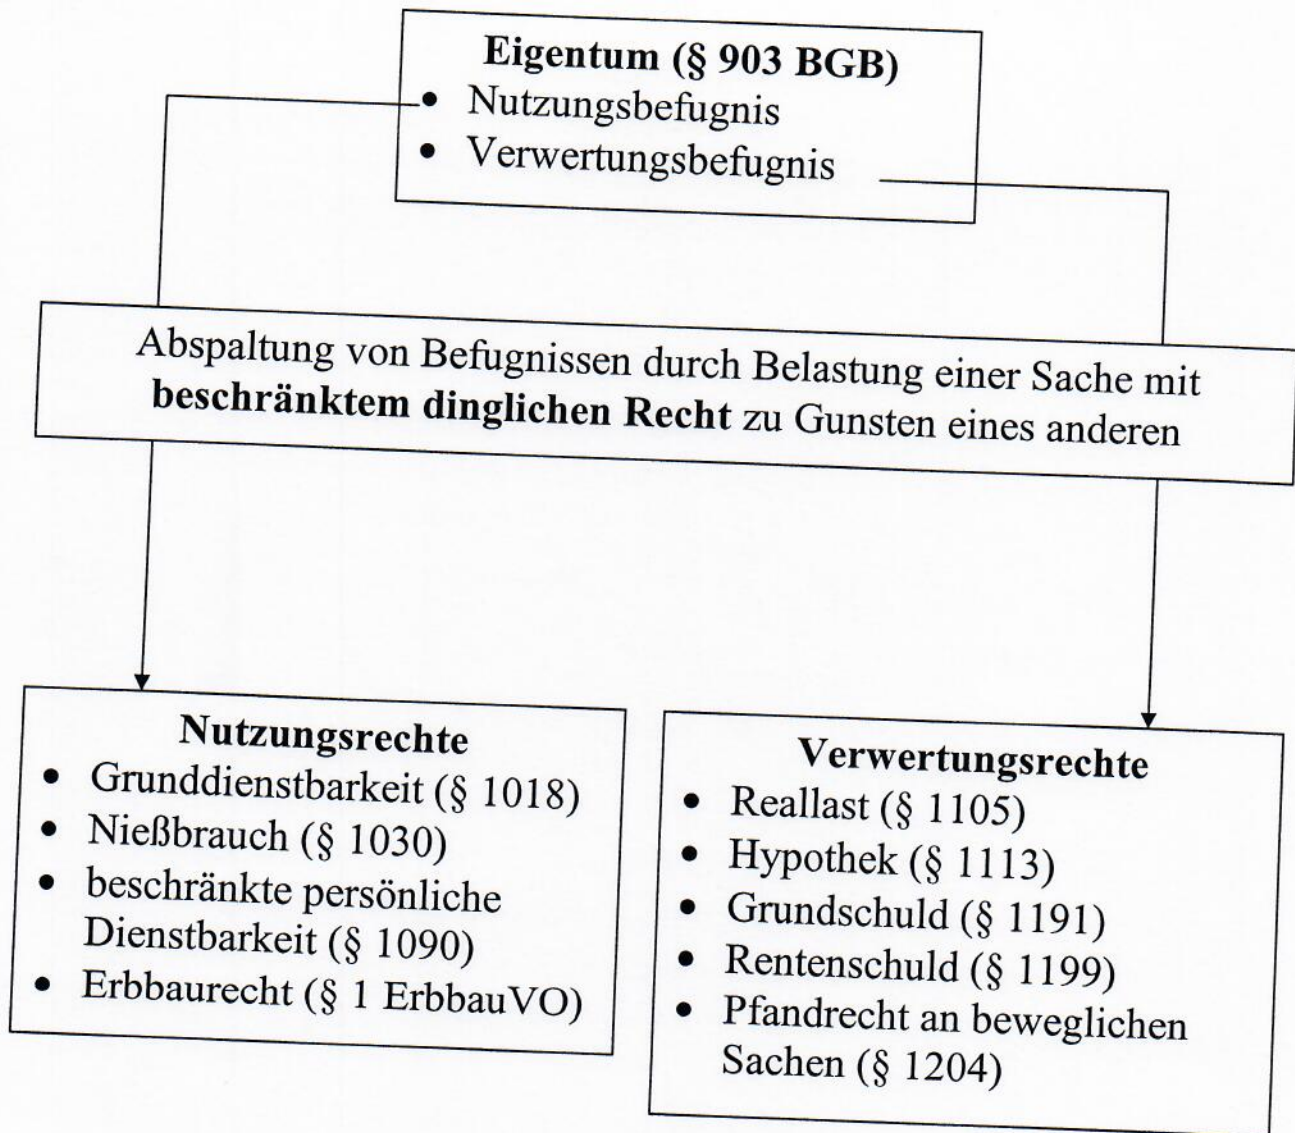 Eigentum (§ 903 BGB)
• Nutzungsbefugnis
• Verwertungsbefugnis
Abspaltung von Befugnissen durch Belastung einer Sache mit
beschränktem dinglichen Recht zu Gunsten eines anderen
Nutzungsrechte
• Grunddienstbarkeit (§ 1018)
• Nießbrauch (§ 1030)
• beschränkte persönliche
Dienstbarkeit (§ 1090)
• Erbbaurecht (§ 1 ErbbauVO)
Verwertungsrechte
• Reallast (§ 1105)
• Hypothek (§ 1113)
• Grundschuld (§ 1191)
• Rentenschuld (§ 1199)
• Pfandrecht an beweglichen
Sachen (§ 1204)